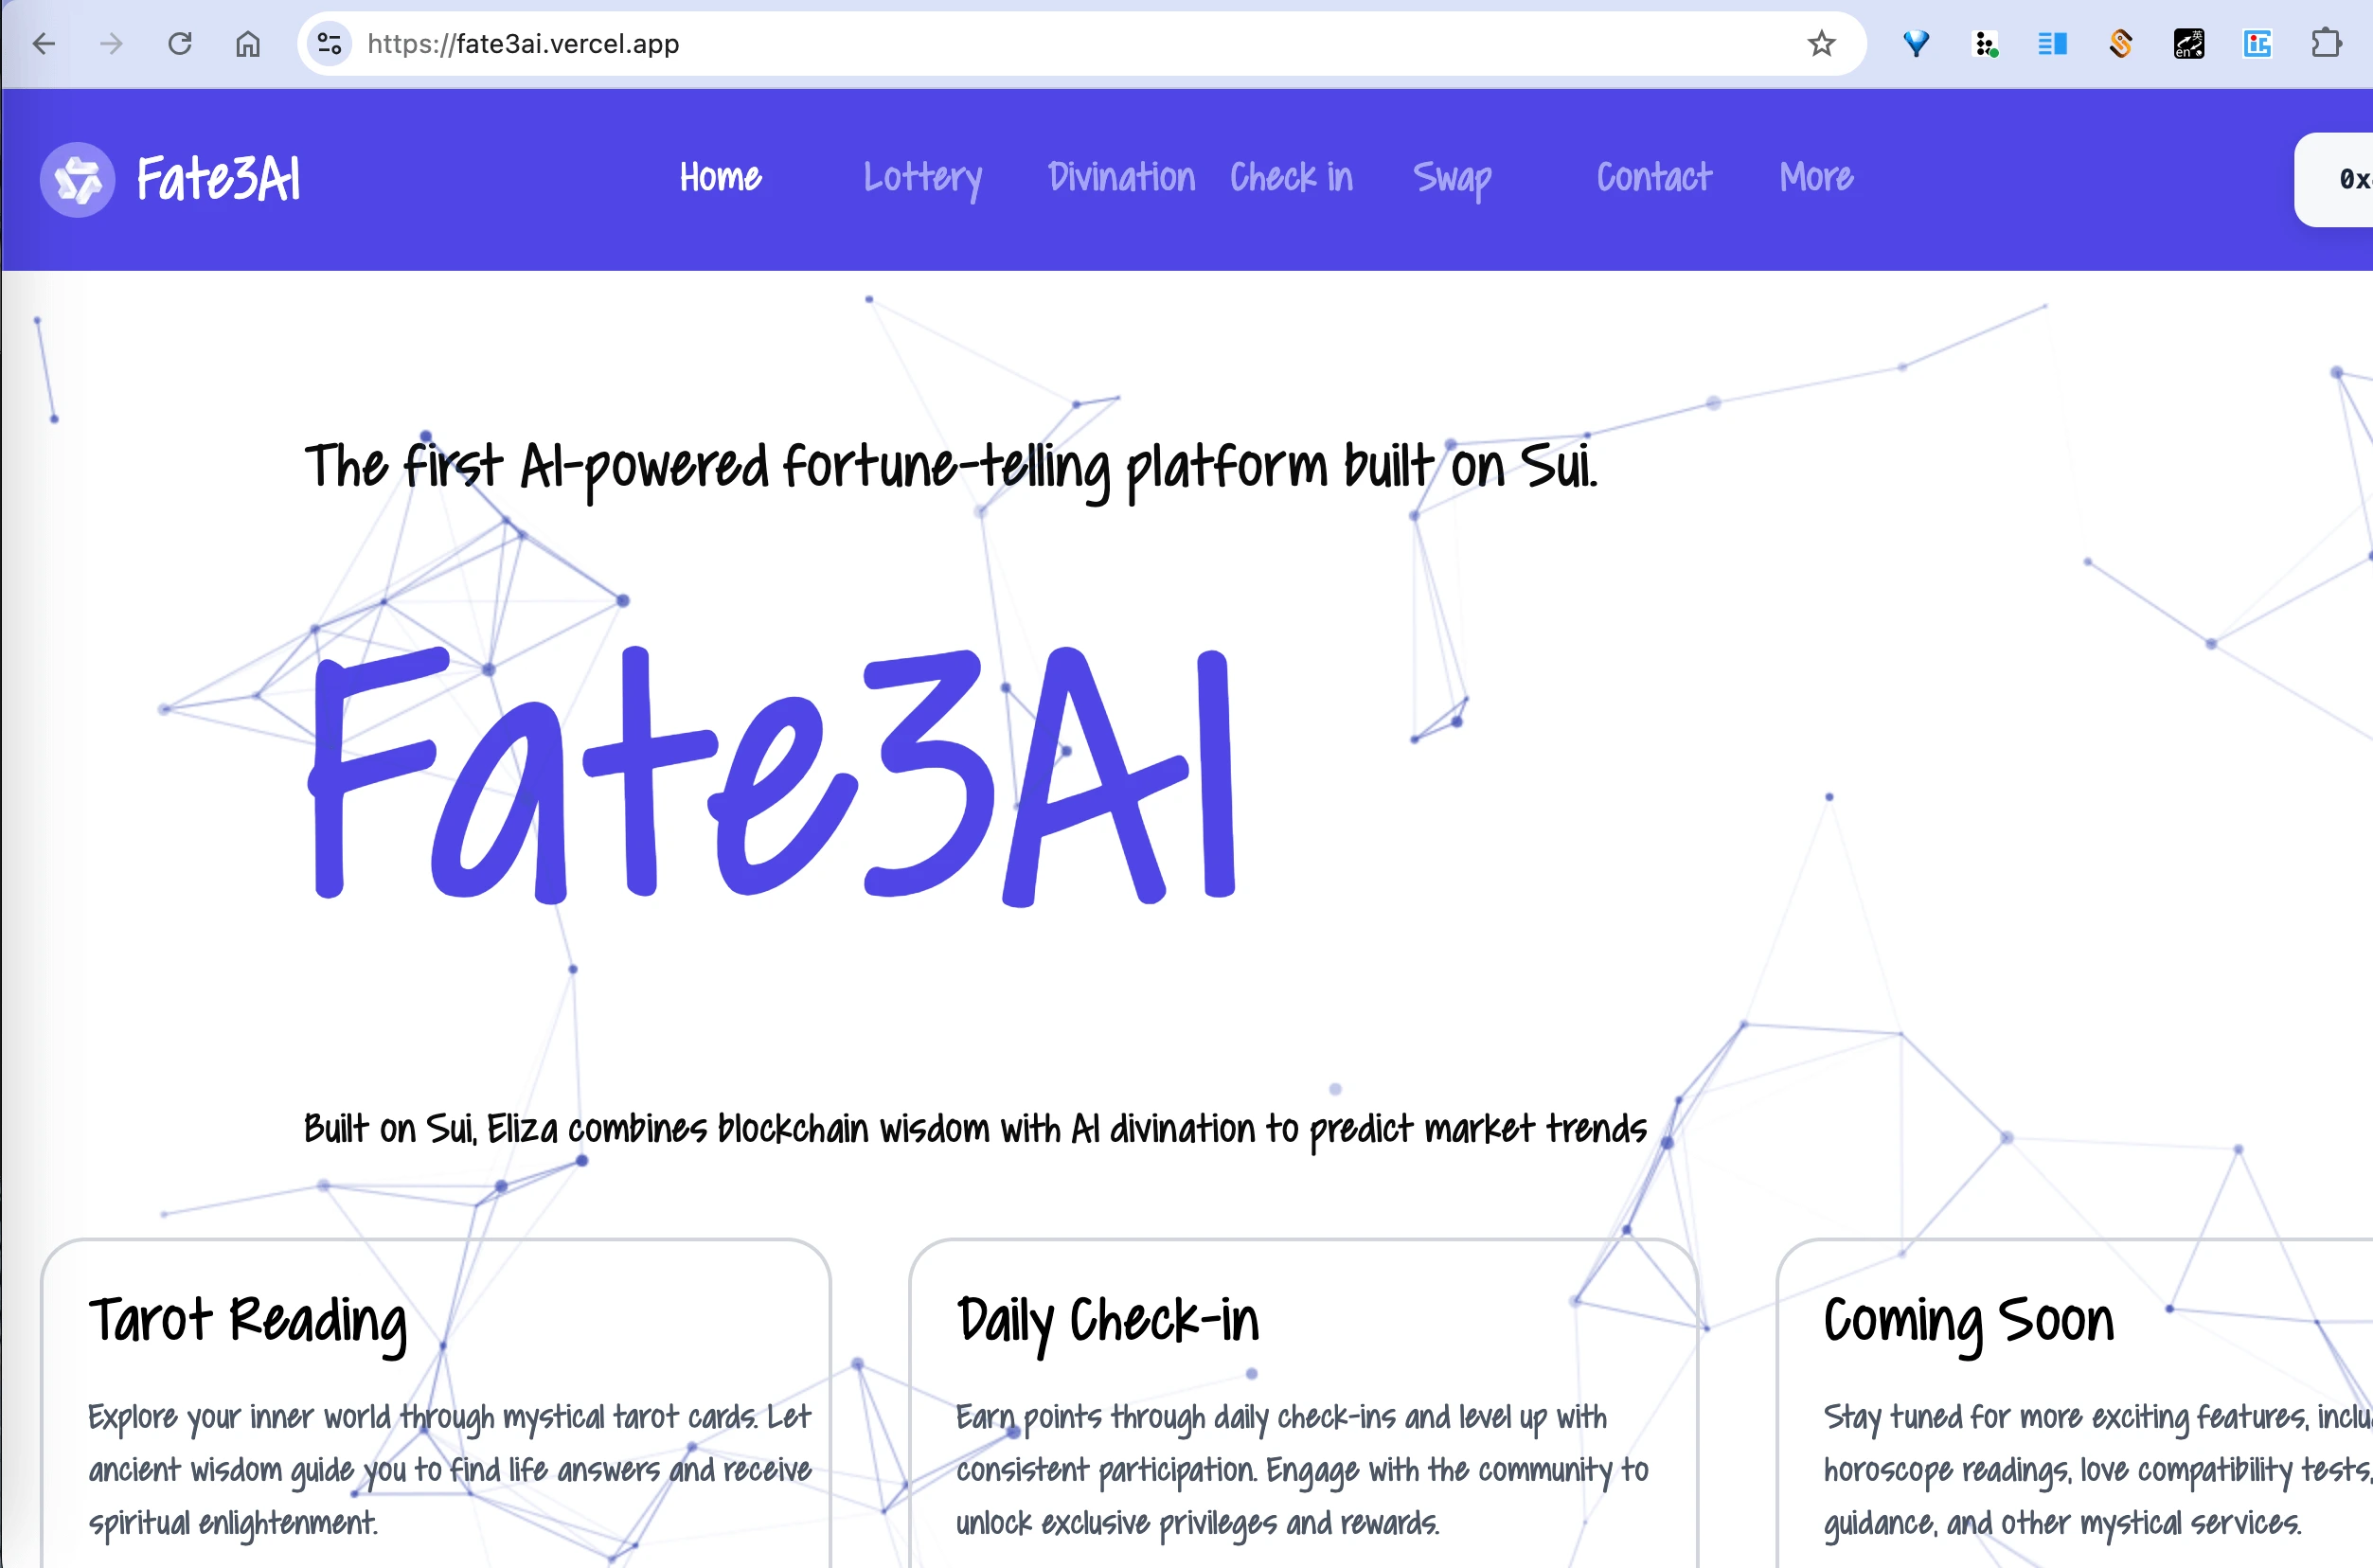 https://fate3ai.vercel.app
英
en
Fate3AI
Home Lottery Divination Check in Swap Contact More
0x
The first AI-powered fortune-telling platform built on Sui.
Fate3AI
Built on Sui, Eliza combines blockchain wisdom with AI divination to predict market trends
Tarot Reading
Explore your inner world through mystical tarot cards. Let
ancient wisdom guide you to find life answers and receive
spiritual enlightenment.
Daily Check-in
Earn points through daily check-ins and level up with
consistent participation. Engage with the community to
unlock exclusive privileges and rewards.
Coming Soon
Stay tuned for more exciting features,
horoscope readings, love compatibility tests,
guidance, and other mystical services.